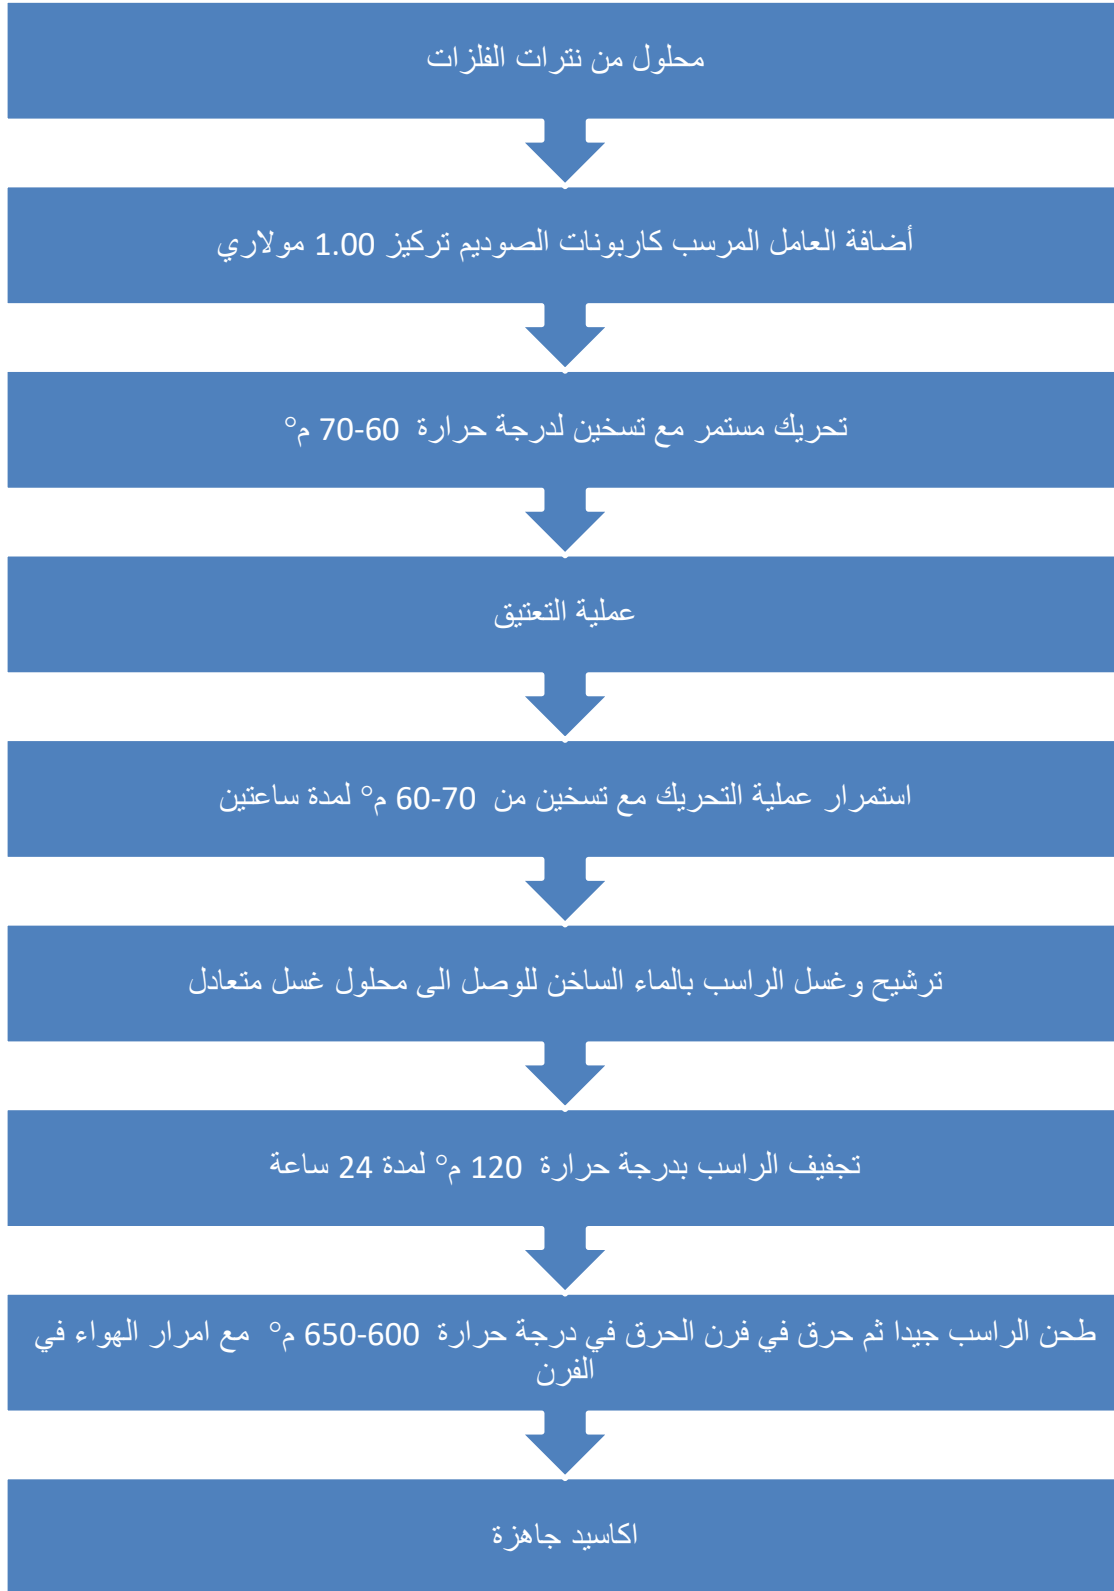 محلول من نترات الفلزات
أضافة العامل المرسب كاربونات الصوديم تركيز 1.00 مولاري
تحريك مستمر مع تسخين لدرجة حرارة 60-70 م°
عملية التعتيق
استمرار عملية التحريك مع تسخين من 70-60 م° لمدة ساعتين
ترشيح وغسل الراسب بالماء الساخن للوصل الى محلول غسل متعادل
تجفيف الراسب بدرجة حرارة 120 م° لمدة 24 ساعة
طحن الراسب جيدا ثم حرق في فرن الحرق في درجة حرارة 600-650 م° مع امرار الهواء في
الفرن
اكاسيد جاهزة